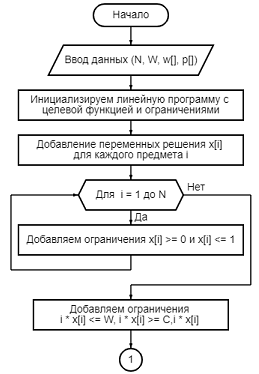 Начало
Ввод данных (N, W, w[], p[])
Инициализируем линейную программу с
целевой функцией и ограничениями
Добавление переменных решения x[i]
для каждого предмета i
Для i = 1 до N
Нет
Да
Добавляем ограничения x[i] >= 0 и x[i] <= 1
Добавляем ограничения
i * x[i] <= W, i * x[i] >= C,i * x[i]
1